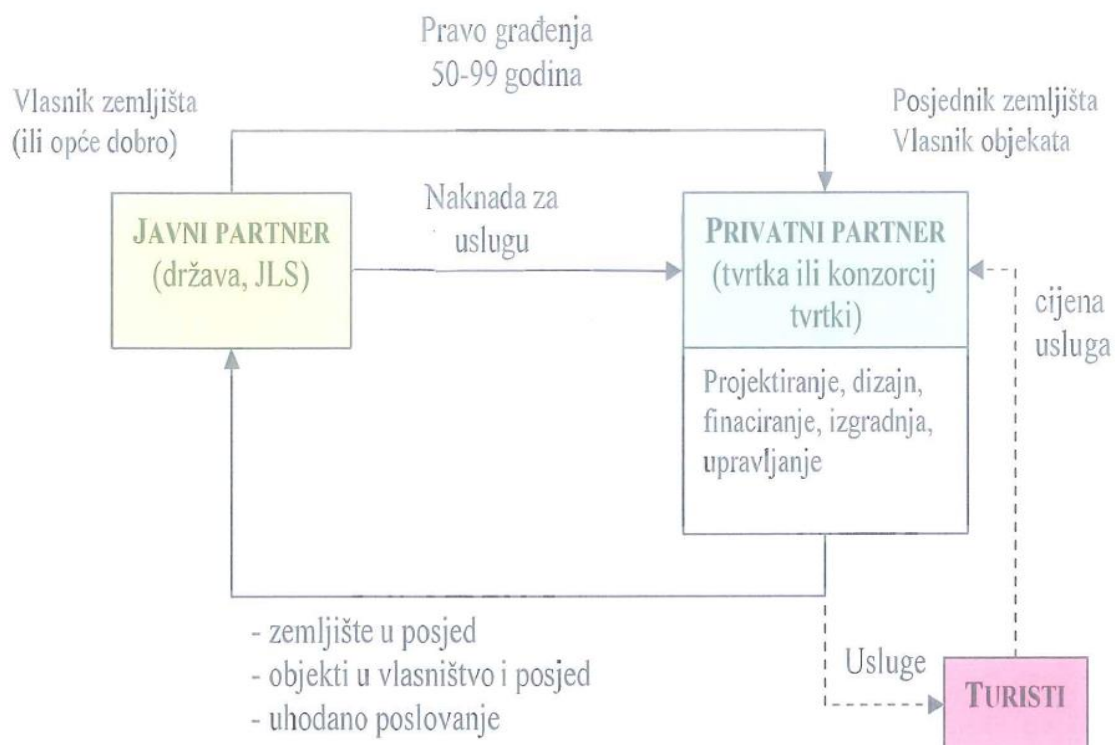 Pravo građenja
50-99 godina
Vlasnik zemljišta
(ili opće dobro)
Posjednik zemljišta
Vlasnik objekata
JAVNI PARTNER
(država, JLS)
Naknada za
uslugu
PRIVATNI PARTNER
(tvrtka ili konzorcij
tvrtki)
cijena
usluga
Projektiranje, dizajn,
finaciranje, izgradnja,
upravljanje
- zemljište u posjed
- objekti u vlasništvo i posjed
- uhodano poslovanje
Usluge
TURISTI